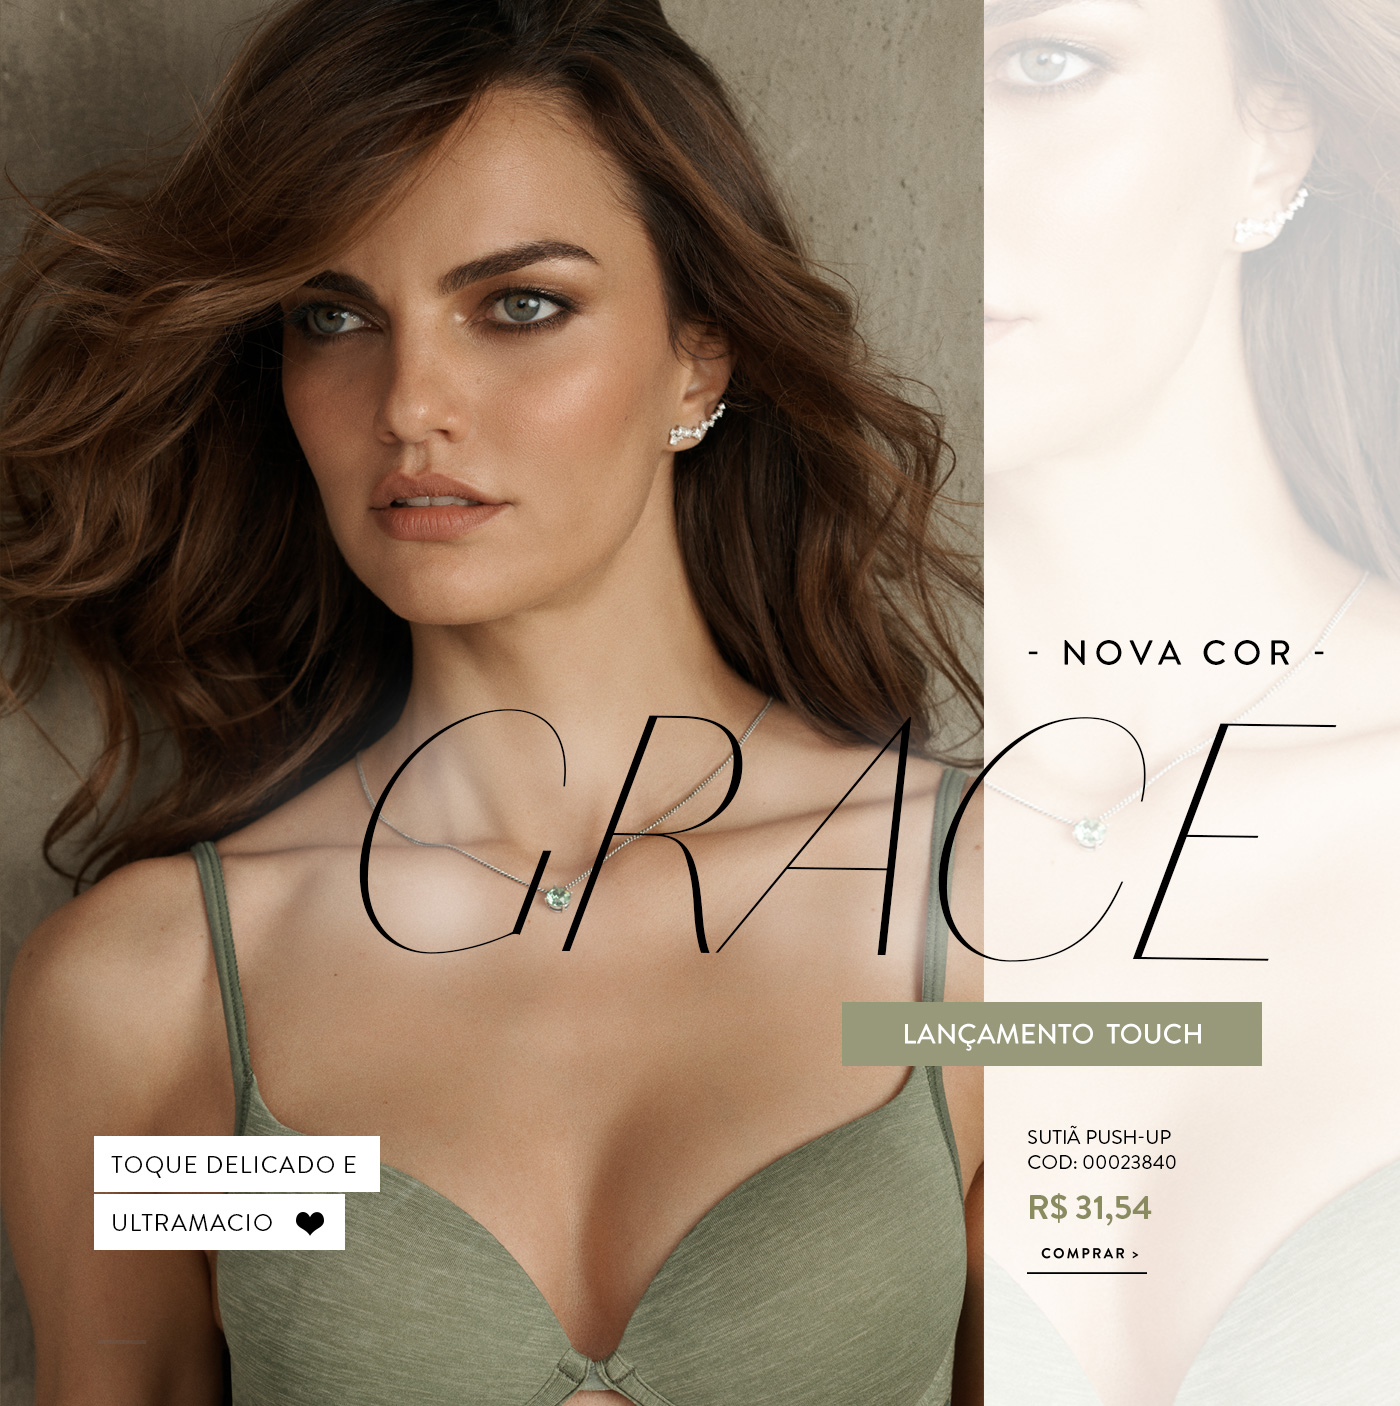 - NOVA COR -
GRACE
LANÇAMENTO TOUCH
TOQUE DELICADO E
ULTRAMACIO
SUTIÃ PUSH-UP
COD: 00023840
R$ 31,54
COMPRAR >